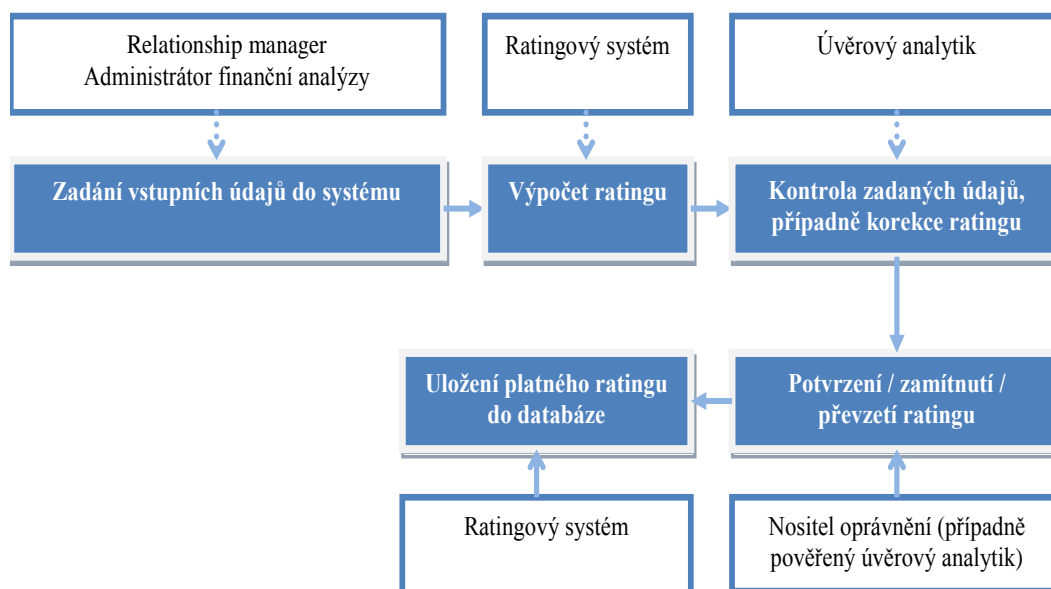 Relationship manager
Administrátor finanční analýzy
Ratingový systém
Úvěrový analytik
Zadání vstupních údajů do systému
Výpočet ratingu
Kontrola zadaných údajů,
případně korekce ratingu
Uložení platného ratingu
do databáze
Potvrzení / zamítnutí /
převzetí ratingu
Ratingový systém
Nositel oprávnění (případně
pověřený úvěrový analytik)